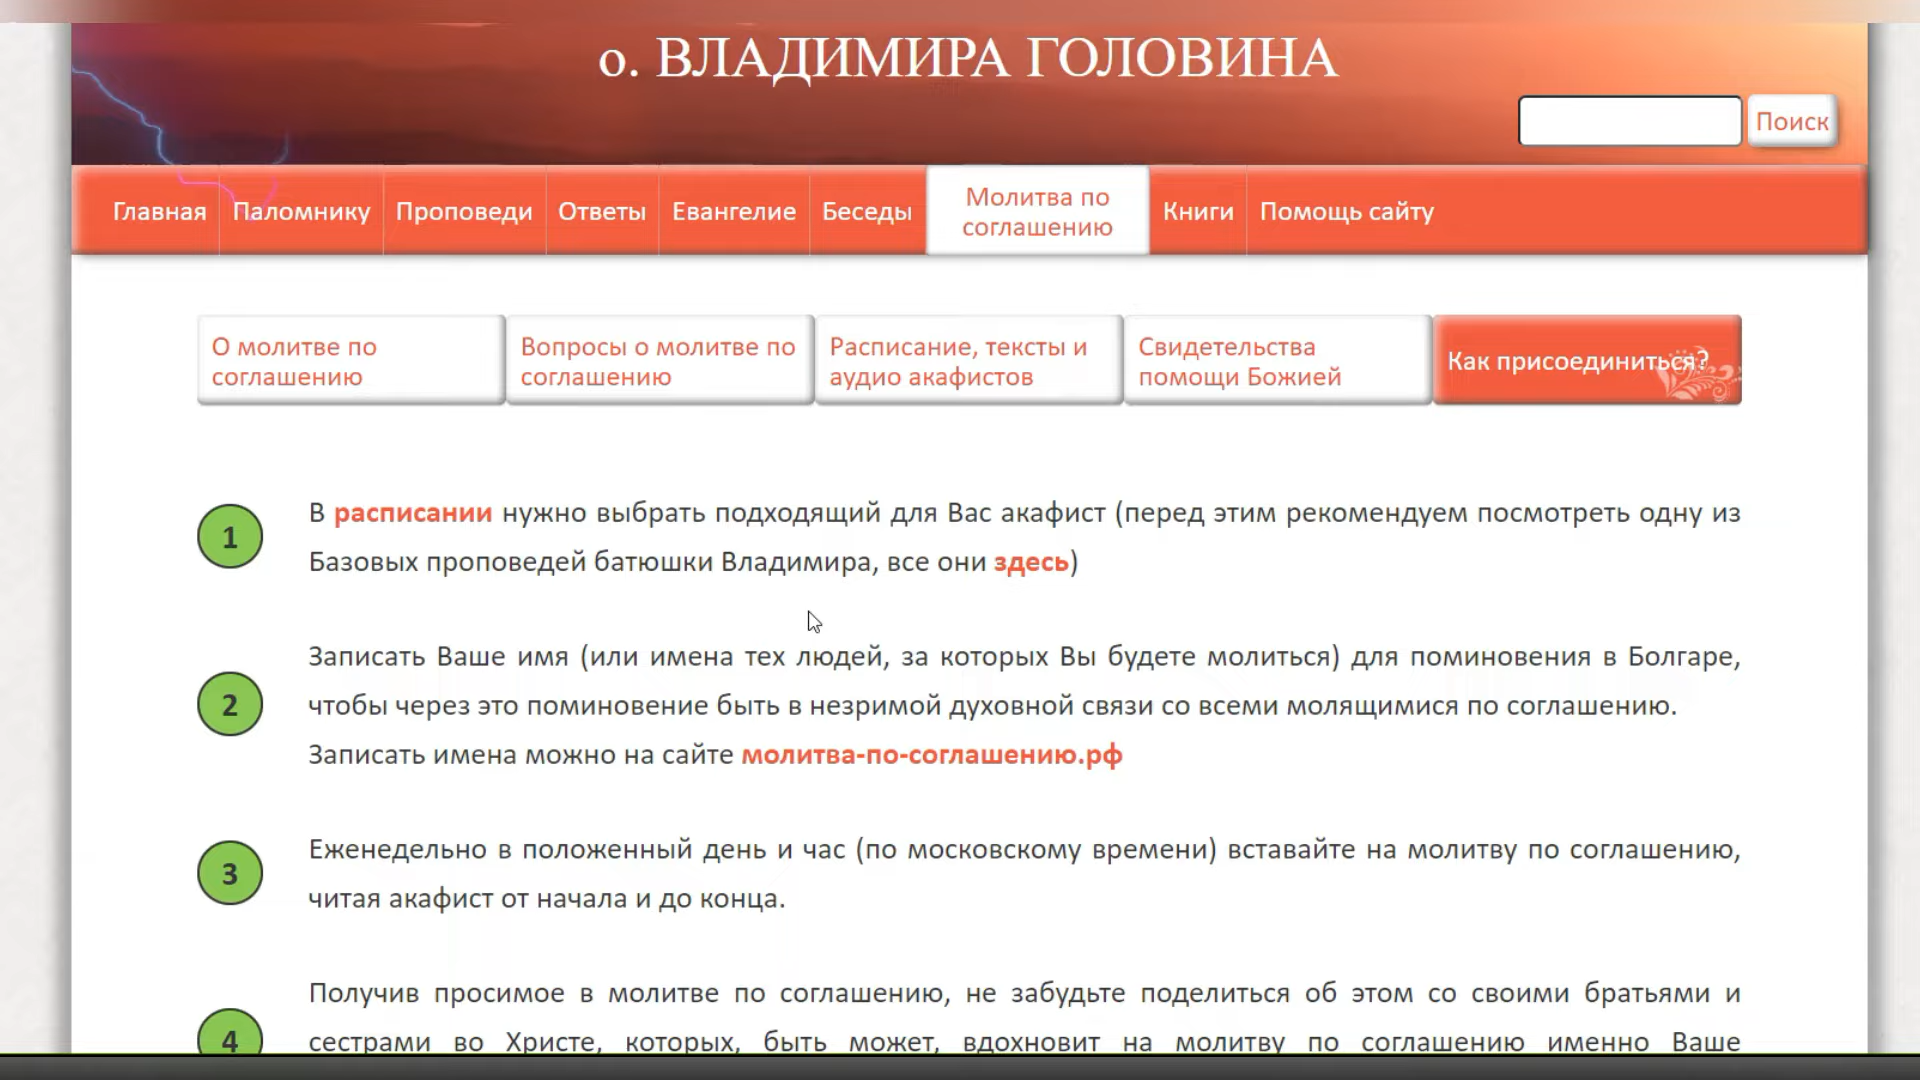 о. ВЛАДИМИРА ГОЛОВИНА
Поиск
Главная Паломнику Проповеди Ответы Евангелие Беседы Молитва по соглашению Книги Помощь сайту
О молитве по соглашению
Вопросы о молитве по соглашению
Расписание, тексты и аудио акафистов
Свидетельства помощи Божией
Как присоединиться?
1
В расписании нужно выбрать подходящий для Вас акафист (перед этим рекомендуем посмотреть одну из
Базовых проповедей батюшки Владимира, все они здесь)
2
Записать Ваше имя (или имена тех людей, за которых Вы будете молиться) для поминовения в Болгаре,
чтобы через это поминовение быть в незримой духовной связи со всеми молящимися по соглашению.
Записать имена можно на сайте молитва-по-соглашению.рф
3
Еженедельно в положенный день и час (по московскому времени) вставайте на молитву по соглашению,
читая акафист от начала и до конца.
4
Получив просимое в молитве по соглашению, не забудьте поделиться об этом со своими братьями и
сестрами во Христе, которых, быть может, вдохновит на молитву по соглашению именно Ваше